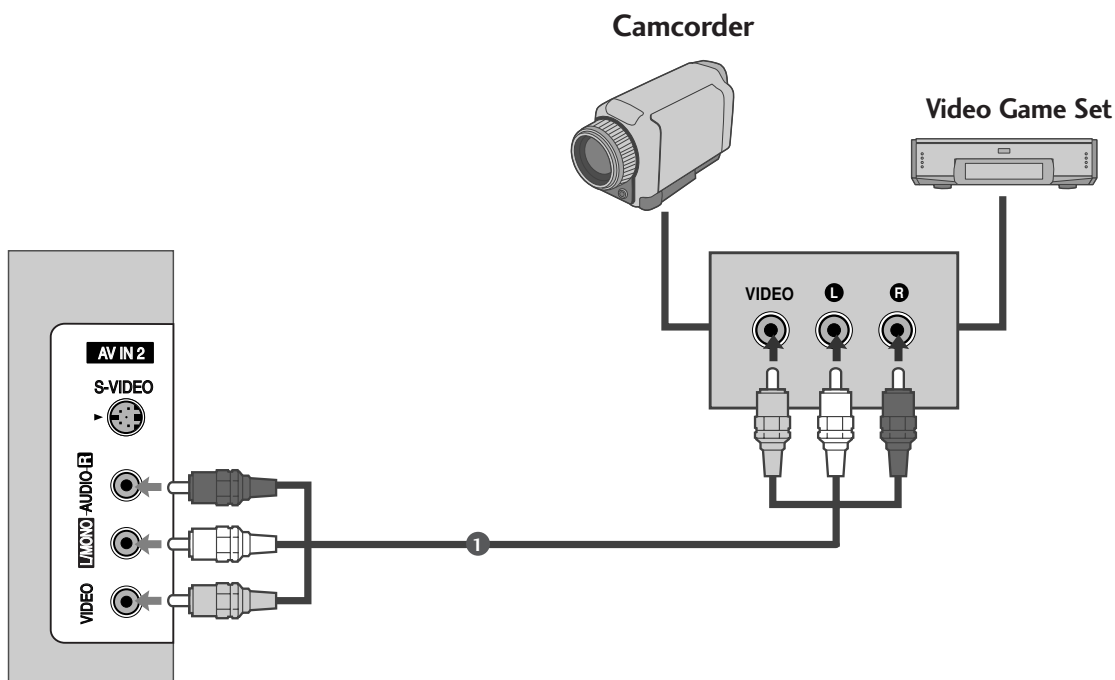 Camcorder
Video Game Set
VIDEO
L
R
AV IN 2
S-VIDEO
L/MONO-AUDIO-R
VIDEO
1